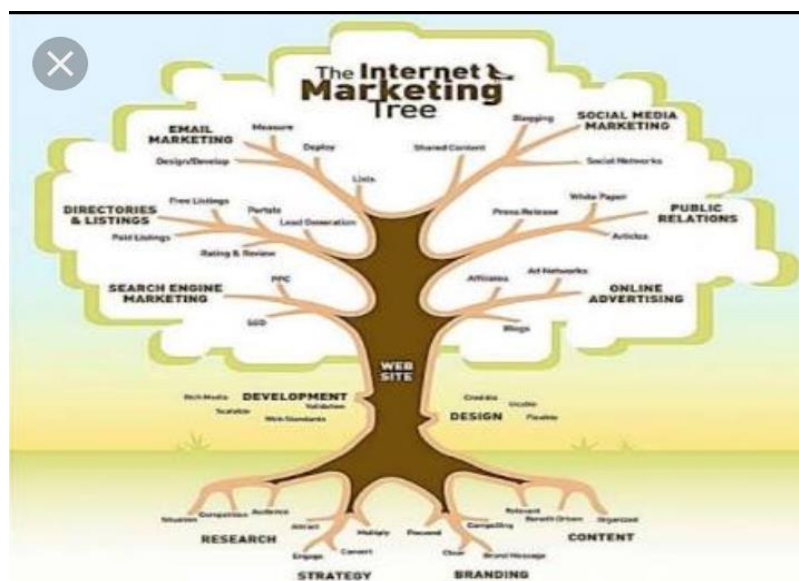 The Internet
Marketing
Tree
EMAIL
MARKETING
Measure
Deploy
Design/Develop
Lists
Shared Content
Blogging
SOCIAL MEDIA
MARKETING
Social Networks
DIRECTORIES
& LISTINGS
Free Listings
Portals
Lead Generation
Paid Listings
Rating & Review
Press Release
White Paper
PUBLIC
RELATIONS
Articles
SEARCH ENGINE
MARKETING
PPC
SEO
Affiliates
Ad Networks
ONLINE
ADVERTISING
Blogs
WEB
SITE
Rich Media
DEVELOPMENT
Scalable
Validation
Web Standards
Credible
Usable
DESIGN
Flexible
Situation
Competition
Audience
RESEARCH
Attract
Multiply
Engage
Convert
STRATEGY
Focused
Compelling
Clear
Brand Message
BRANDING
Relevant
Benefit Driven
Organized
CONTENT